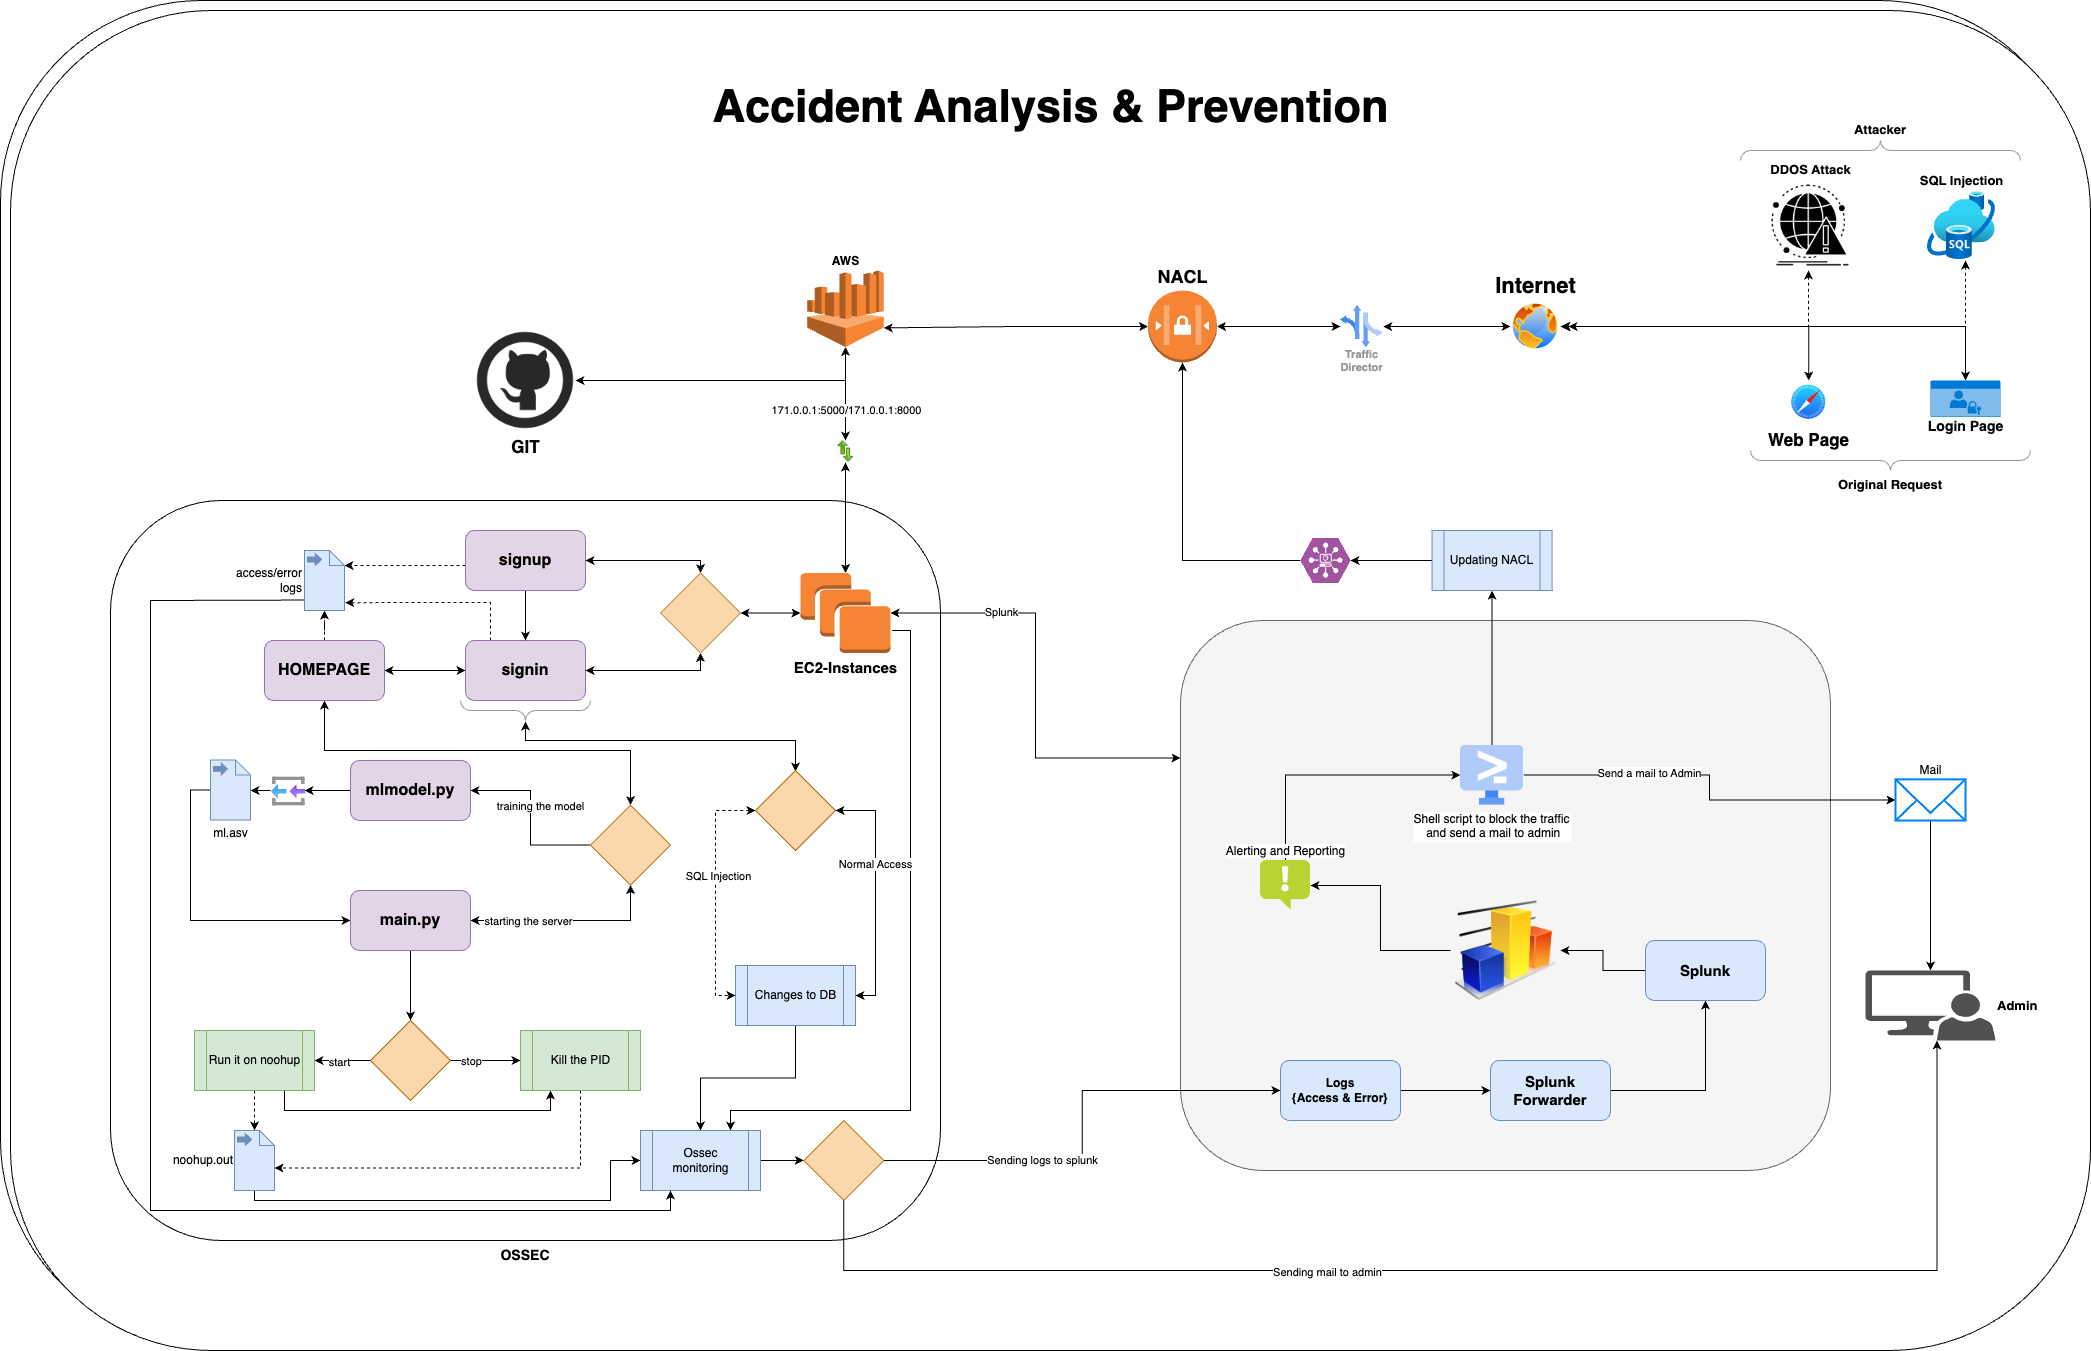 Accident Analysis & Prevention
Attacker
DDOS Attack
SQL Injection
SQL
AWS
NACL
Internet
Traffic
Director
GIT
171.0.0.1:5000/171.0.0.1:8000
Web Page
Login Page
Original Request
signup
access/error
logs
Updating NACL
Splunk
HOMEPAGE
signin
EC2-Instances
mlmodel.py
training the model
ml.asv
Send a mail to Admin
Mail
Shell script to block the traffic
and send a mail to admin
Alerting and Reporting
SQL Injection
Normal Access
main.py
starting the server
Changes to DB
Splunk
Admin
Run it on noohup
start
stop
Kill the PID
Logs
{Access & Error}
Splunk
Forwarder
noohup.out
Ossec
monitoring
Sending logs to splunk
OSSEC
Sending mail to admin